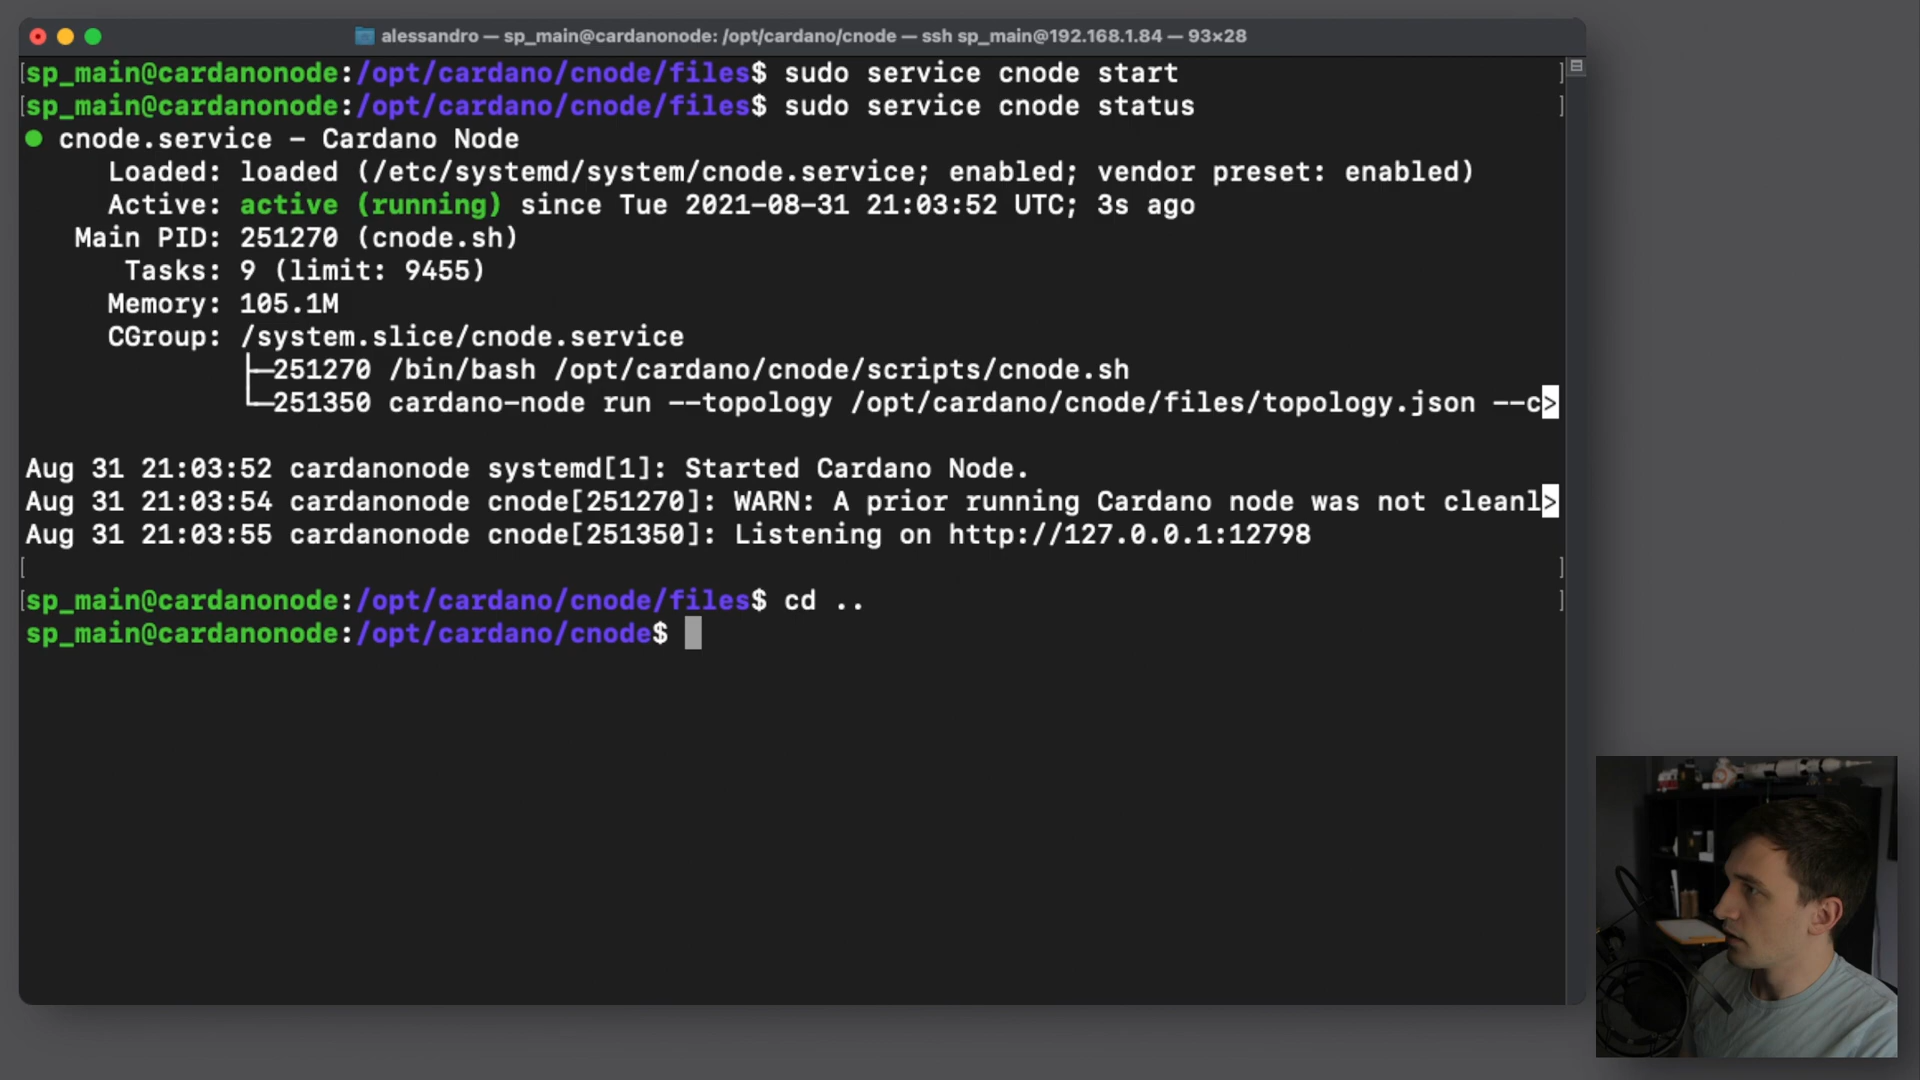 alessandro — sp_main@cardanonode: /opt/cardano/cnode — ssh sp_main@192.168.1.84 — 93×28
[sp_main@cardanonode:/opt/cardano/cnode/files$ sudo service cnode start ]
[sp_main@cardanonode:/opt/cardano/cnode/files$ sudo service cnode status ]
● cnode.service – Cardano Node
Loaded: loaded (/etc/systemd/system/cnode.service; enabled; vendor preset: enabled)
Active: active (running) since Tue 2021-08-31 21:03:52 UTC; 3s ago
Main PID: 251270 (cnode.sh)
Tasks: 9 (limit: 9455)
Memory: 105.1M
CGroup: /system.slice/cnode.service
├─251270 /bin/bash /opt/cardano/cnode/scripts/cnode.sh
└─251350 cardano-node run --topology /opt/cardano/cnode/files/topology.json --c>
Aug 31 21:03:52 cardanonode systemd[1]: Started Cardano Node.
Aug 31 21:03:54 cardanonode cnode[251270]: WARN: A prior running Cardano node was not cleanl>
Aug 31 21:03:55 cardanonode cnode[251350]: Listening on http://127.0.0.1:12798
[ ]
[sp_main@cardanonode:/opt/cardano/cnode/files$ cd .. ]
sp_main@cardanonode:/opt/cardano/cnode$